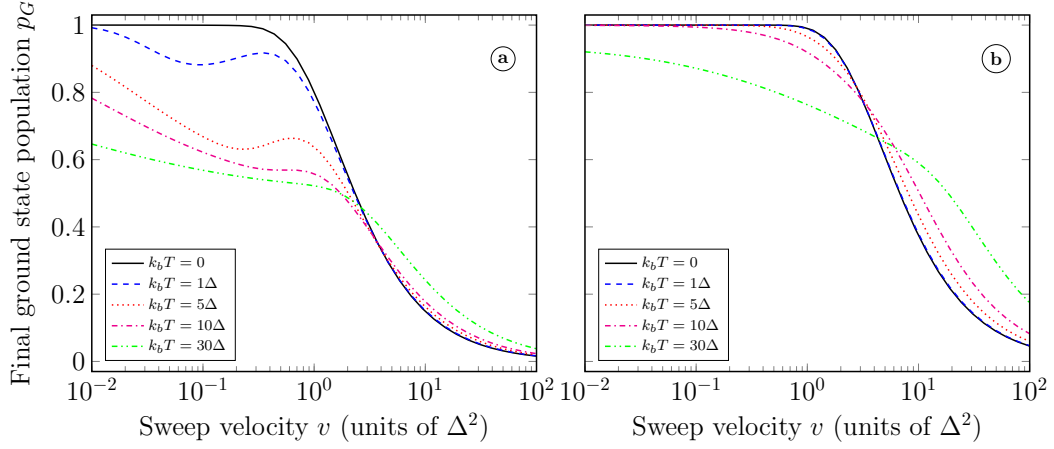 Final ground state population p_G
1
0.8
0.6
0.4
0.2
0
10^{-2}
10^{-1}
10^0
10^1
10^2
Sweep velocity v (units of Δ^2)
a
k_bT = 0
k_bT = 1Δ
k_bT = 5Δ
k_bT = 10Δ
k_bT = 30Δ
b
k_bT = 0
k_bT = 1Δ
k_bT = 5Δ
k_bT = 10Δ
k_bT = 30Δ
10^{-2}
10^{-1}
10^0
10^1
10^2
Sweep velocity v (units of Δ^2)